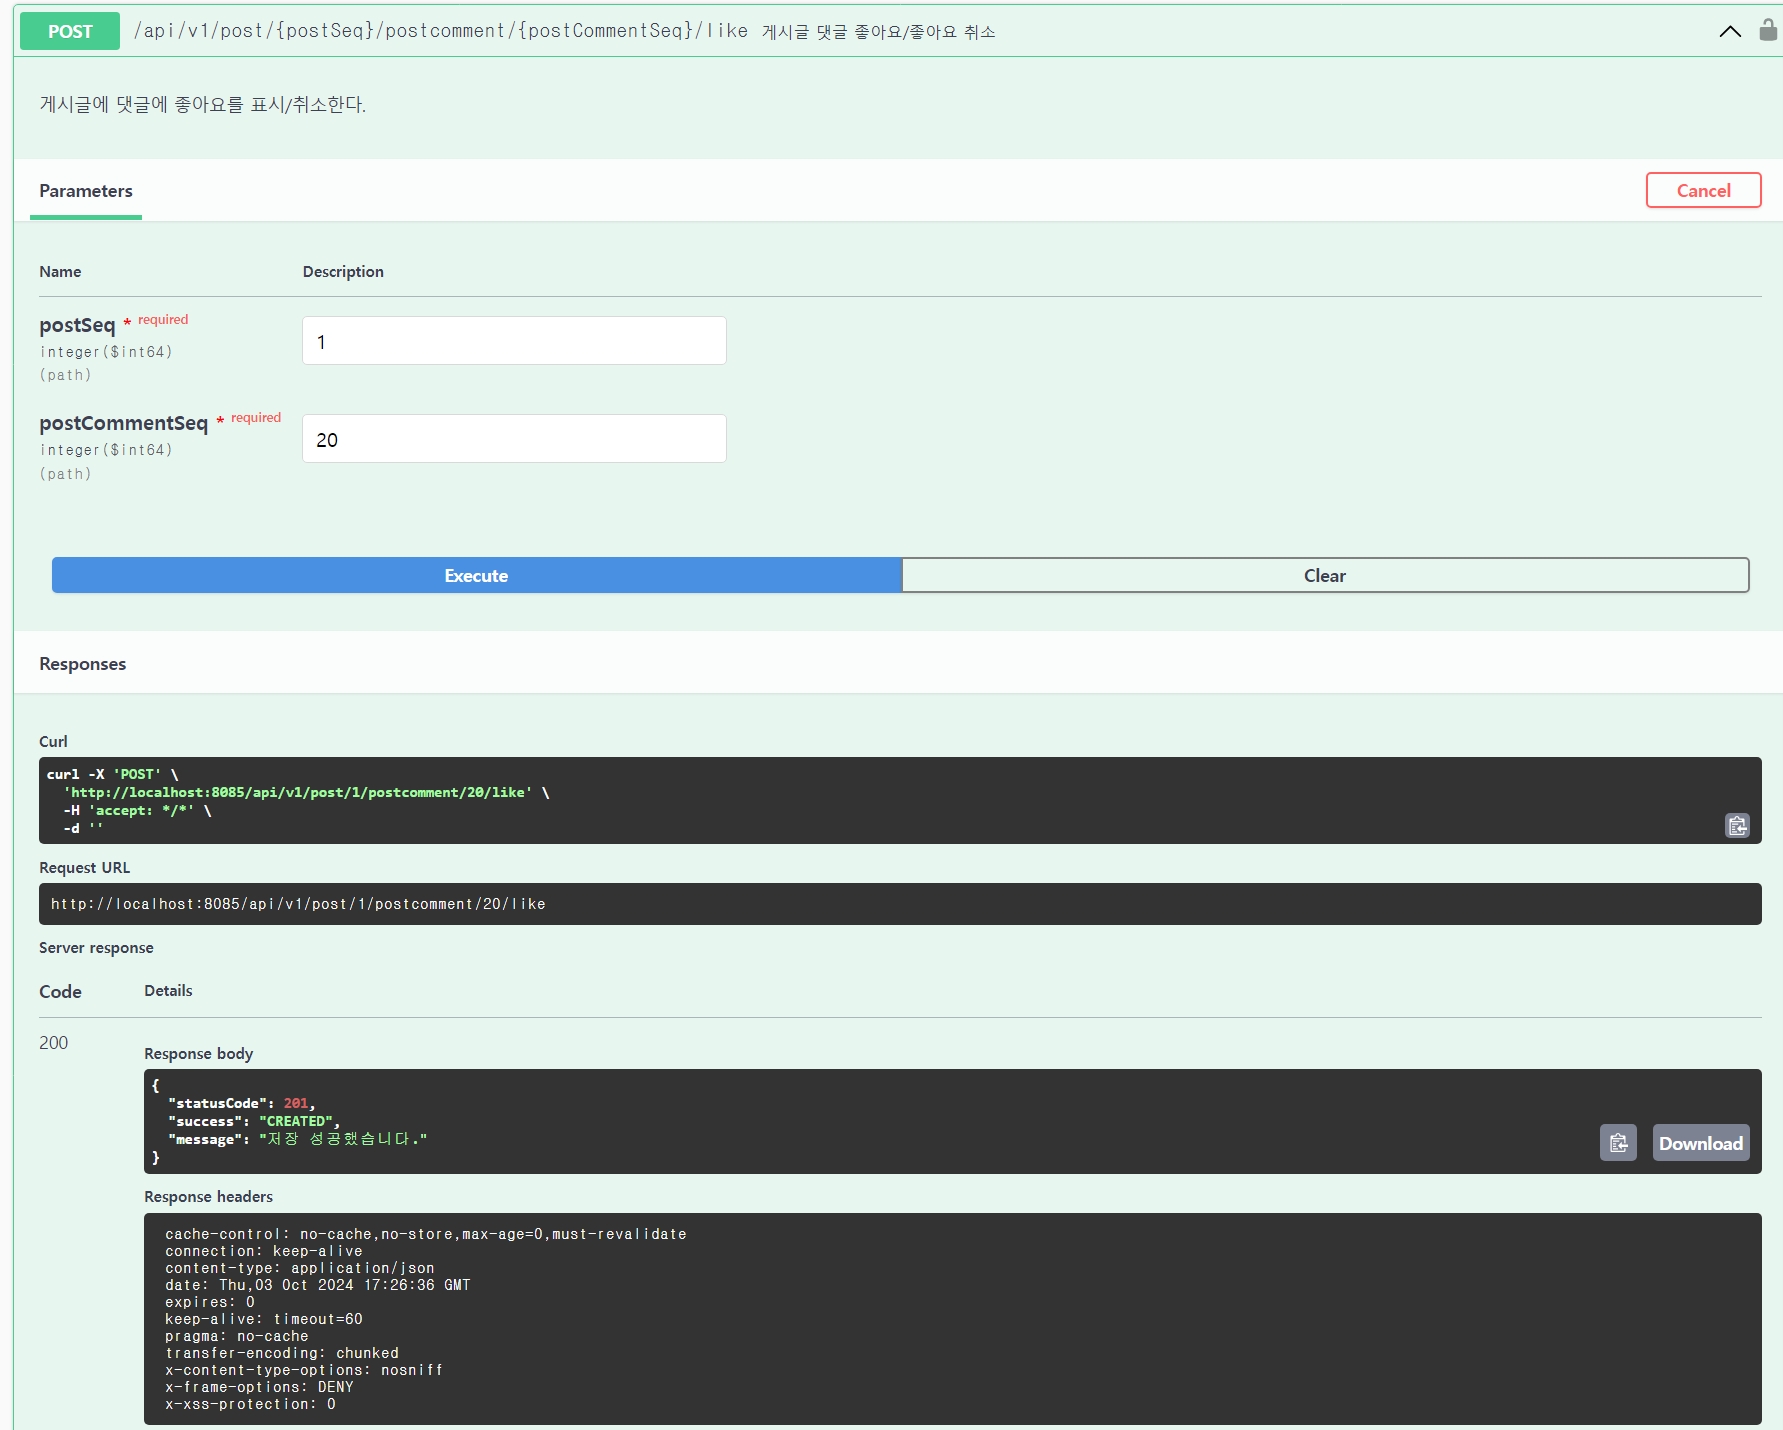 POST /api/v1/post/{postSeq}/postcomment/{postCommentSeq}/like 게시글 댓글 좋아요/좋아요 취소
게시글에 댓글에 좋아요를 표시/취소한다.
Parameters
Cancel
Name Description
postSeq * required
integer($int64)
(path)
1
postCommentSeq * required
integer($int64)
(path)
20
Execute Clear
Responses
Curl
curl -X 'POST' \
'http://localhost:8085/api/v1/post/1/postcomment/20/like' \
-H 'accept: */*' \
-d ''
Request URL
http://localhost:8085/api/v1/post/1/postcomment/20/like
Server response
Code Details
200
Response body
{
"statusCode": 201,
"success": "CREATED",
"message": "저장 성공했습니다."
}
Download
Response headers
cache-control: no-cache,no-store,max-age=0,must-revalidate
connection: keep-alive
content-type: application/json
date: Thu,03 Oct 2024 17:26:36 GMT
expires: 0
keep-alive: timeout=60
pragma: no-cache
transfer-encoding: chunked
x-content-type-options: nosniff
x-frame-options: DENY
x-xss-protection: 0